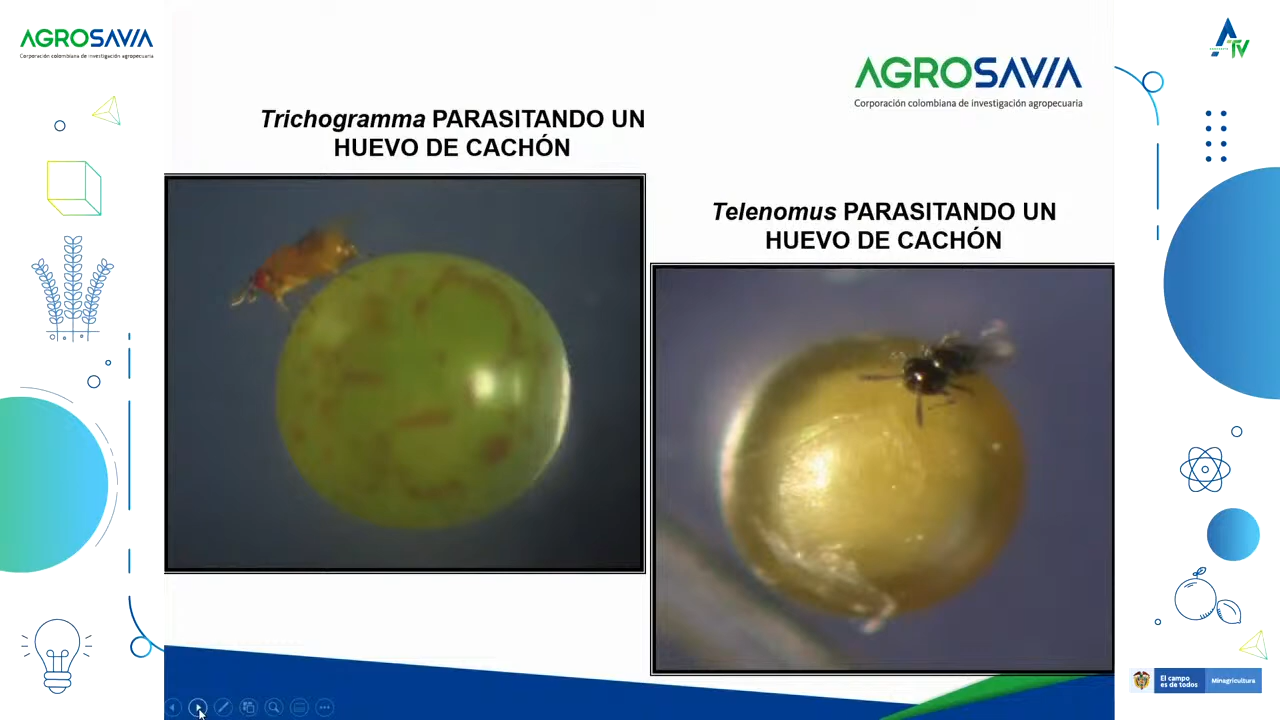 AGROSAVIA
Corporación colombiana de investigación agropecuaria
ATV
AGROSAVIA
Corporación colombiana de investigación agropecuaria
Trichogramma PARASITANDO UN
HUEVO DE CACHÓN
Telenomus PARASITANDO UN
HUEVO DE CACHÓN
El campo
es de todos
Minagricultura